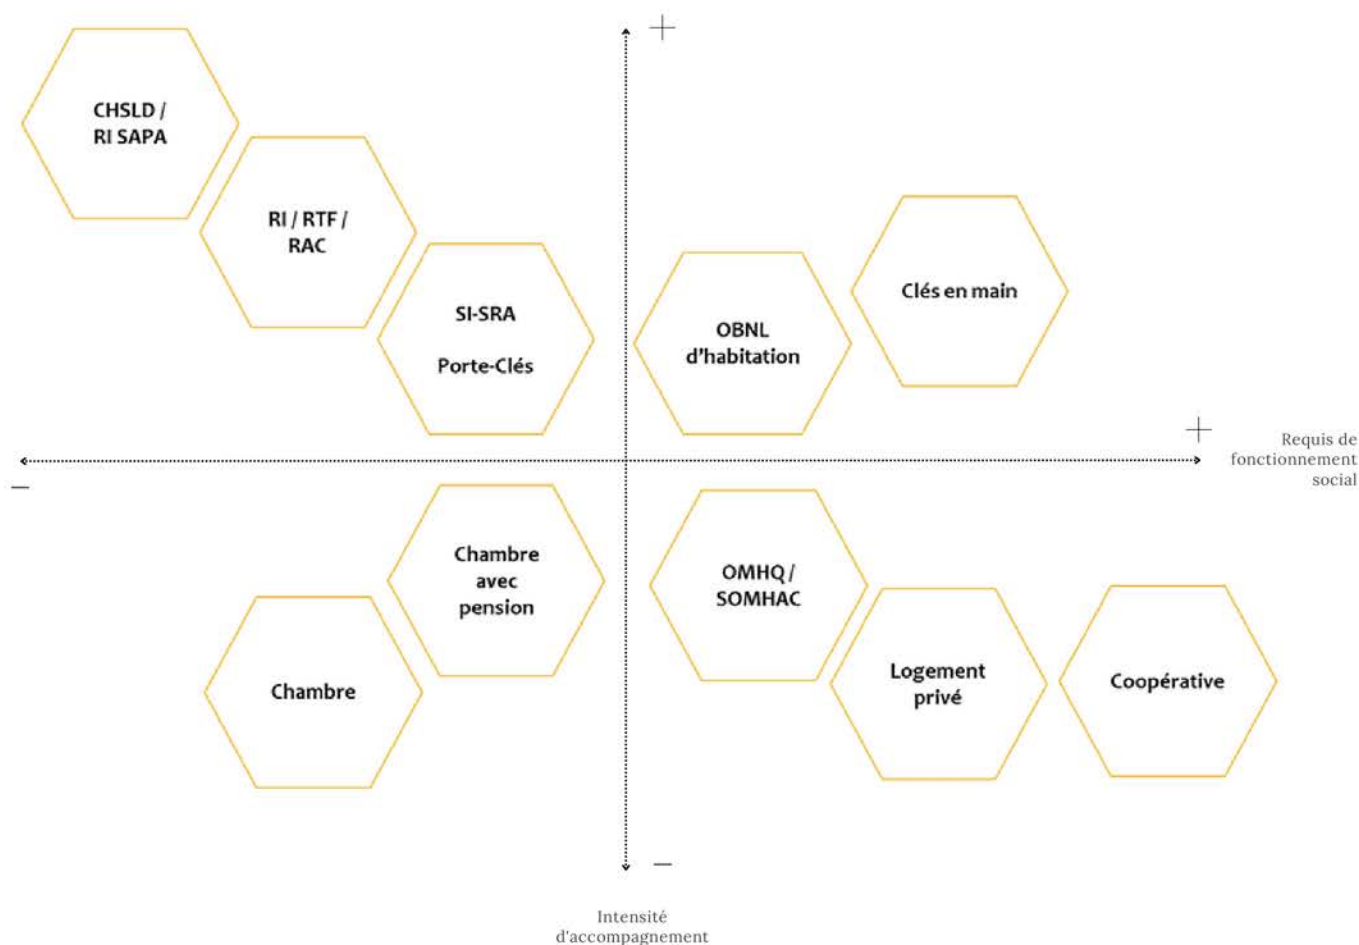 +
CHSLD /
RI SAPA
RI / RTF /
RAC
SI-SRA
Porte-Clés
OBNL
d'habitation
Clés en main
+
Requis de
fonctionnement
social
–
Chambre
avec
pension
Chambre
OMHQ /
SOMHAC
Logement
privé
Coopérative
–
Intensité
d'accompagnement